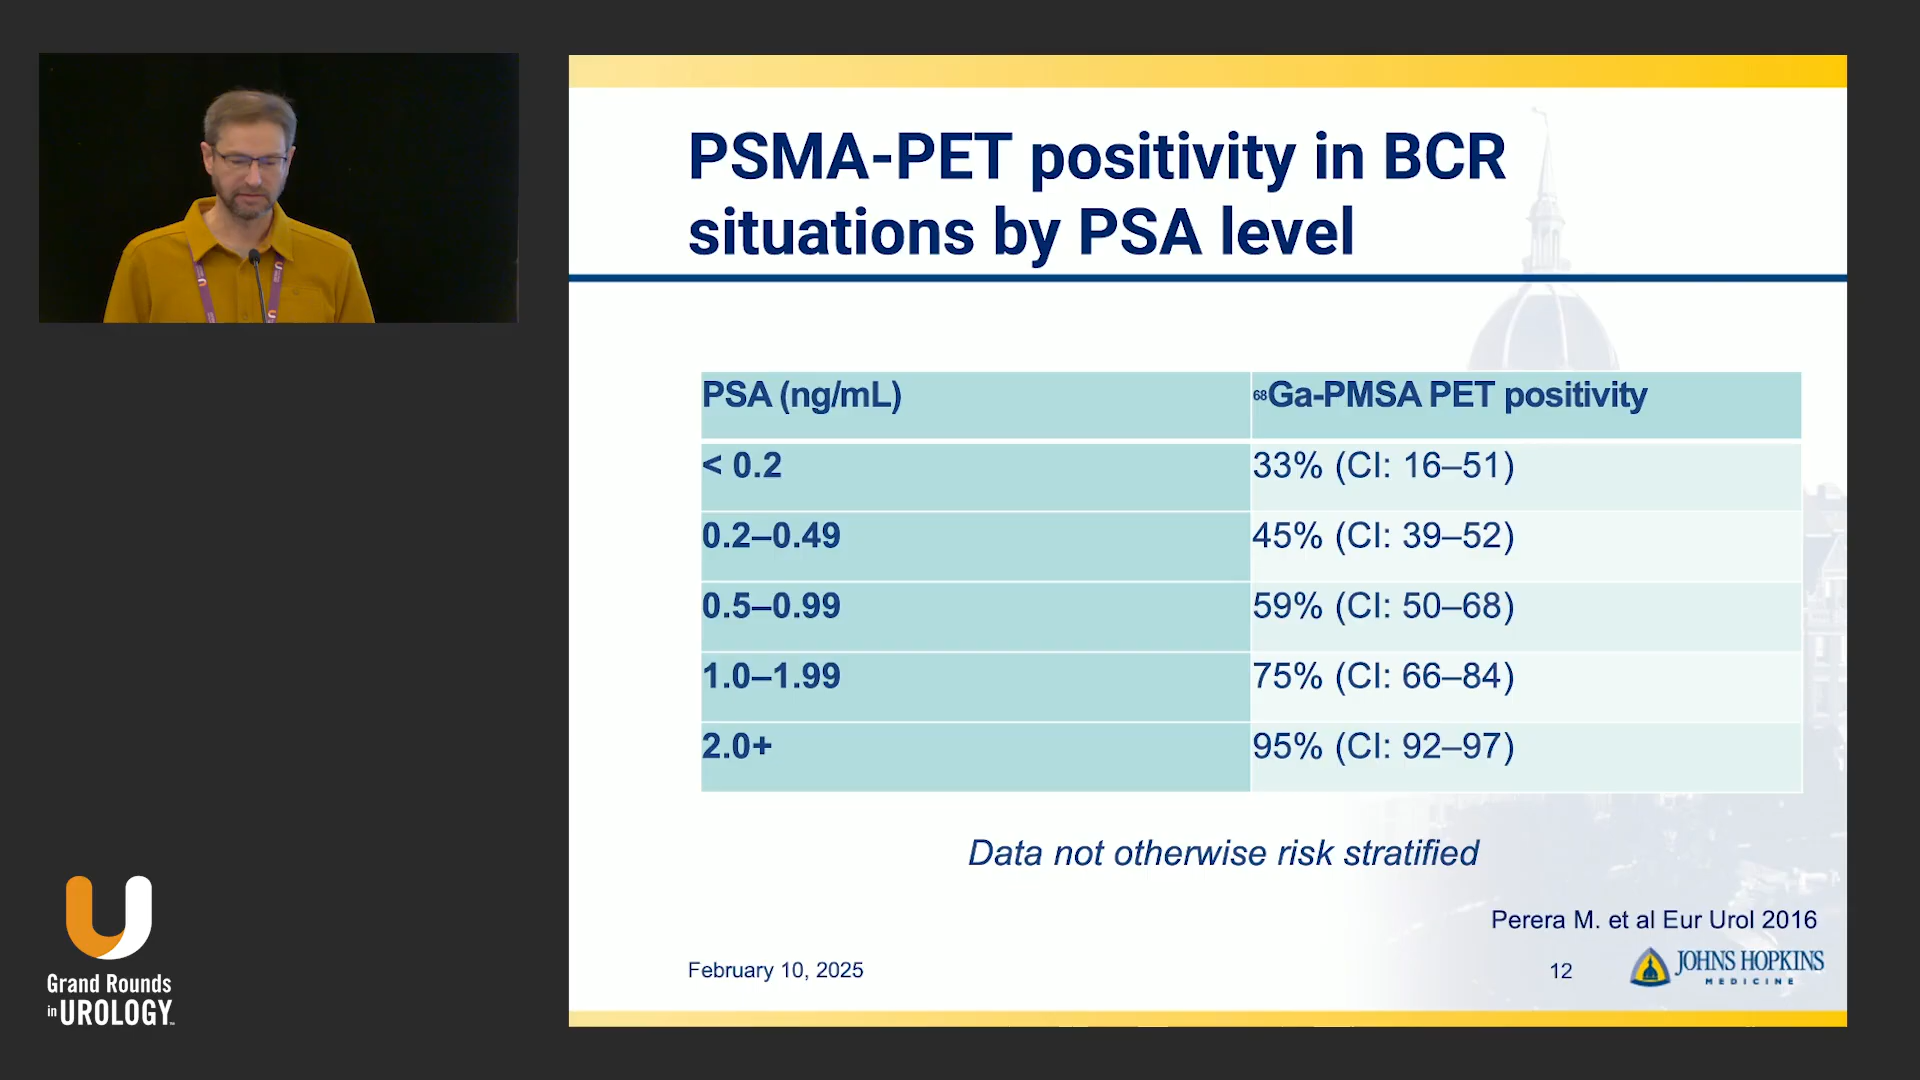 PSMA-PET positivity in BCR
situations by PSA level
PSA (ng/mL) ⁶⁸Ga-PMSA PET positivity
< 0.2 33% (CI: 16–51)
0.2–0.49 45% (CI: 39–52)
0.5–0.99 59% (CI: 50–68)
1.0–1.99 75% (CI: 66–84)
2.0+ 95% (CI: 92–97)
Data not otherwise risk stratified
Perera M. et al Eur Urol 2016
February 10, 2025
12
JOHNS HOPKINS
MEDICINE
Grand Rounds
in UROLOGY™